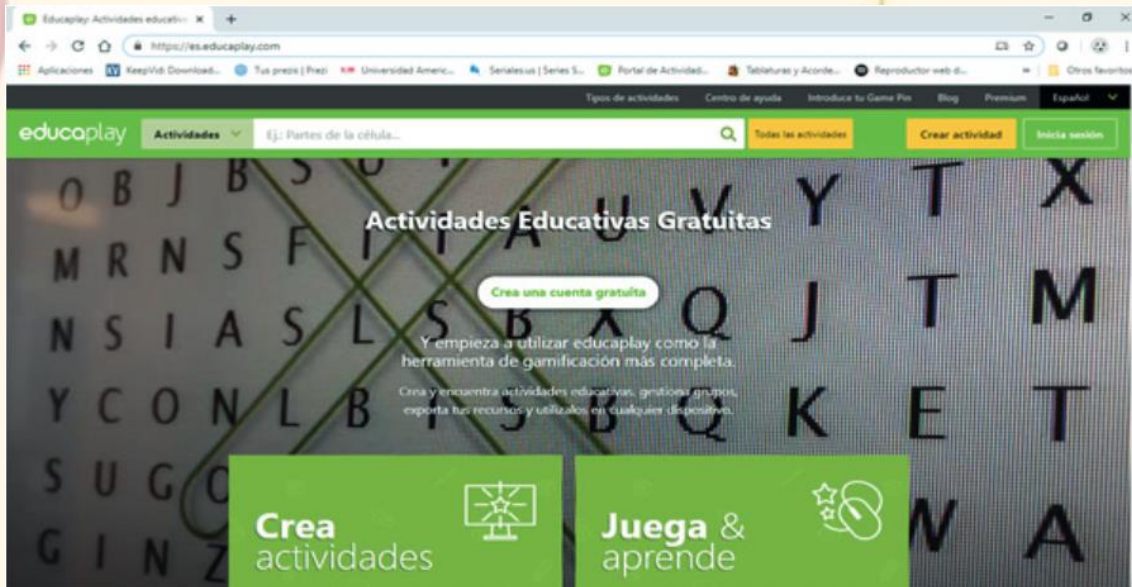 Educaplay: Actividades educativ
https://es.educaplay.com
Aplicaciones KeepVid: Download... Tus prezis | Prezi Universidad Americ... Seriales.us | Series S... Portal de Actividad... Tablaturas y Acorde... Reproductor web d... Otros favoritos
Tipos de actividades Centro de ayuda Introduce tu Game Pin Blog Premium Español
educaplay Actividades Ej.: Partes de la célula... Todas las actividades Crear actividad Inicia sesión
O B J B S U V Y T X
Actividades Educativas Gratuitas
M R N S F I T A U
Crea una cuenta gratuita
N S I A S L S B X Q J T M
Y empieza a utilizar educaplay como la
herramienta de gamificación más completa.
Crea y encuentra actividades educativas, gestiona grupos,
exporta tus recursos y utilízalos en cualquier dispositivo.
Y C O N L B I S B Q K E T
S U G O
Crea
actividades
Juega &
aprende
G I N Z W A